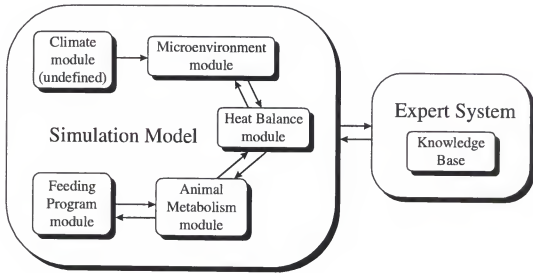 Climate
module
(undefined)
Microenvironment
module
Heat Balance
module
Simulation Model
Feeding
Program
module
Animal
Metabolism
module
Expert System
Knowledge
Base